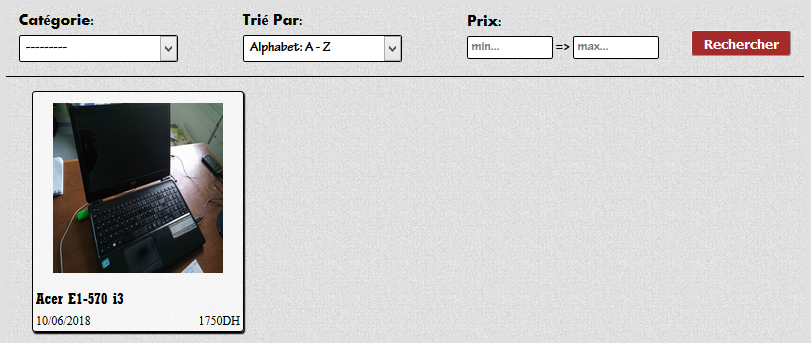 Catégorie: Trié Par: Prix:
--------- Alphabet: A - Z min... => max... Rechercher
Acer E1-570 i3
10/06/2018 1750DH